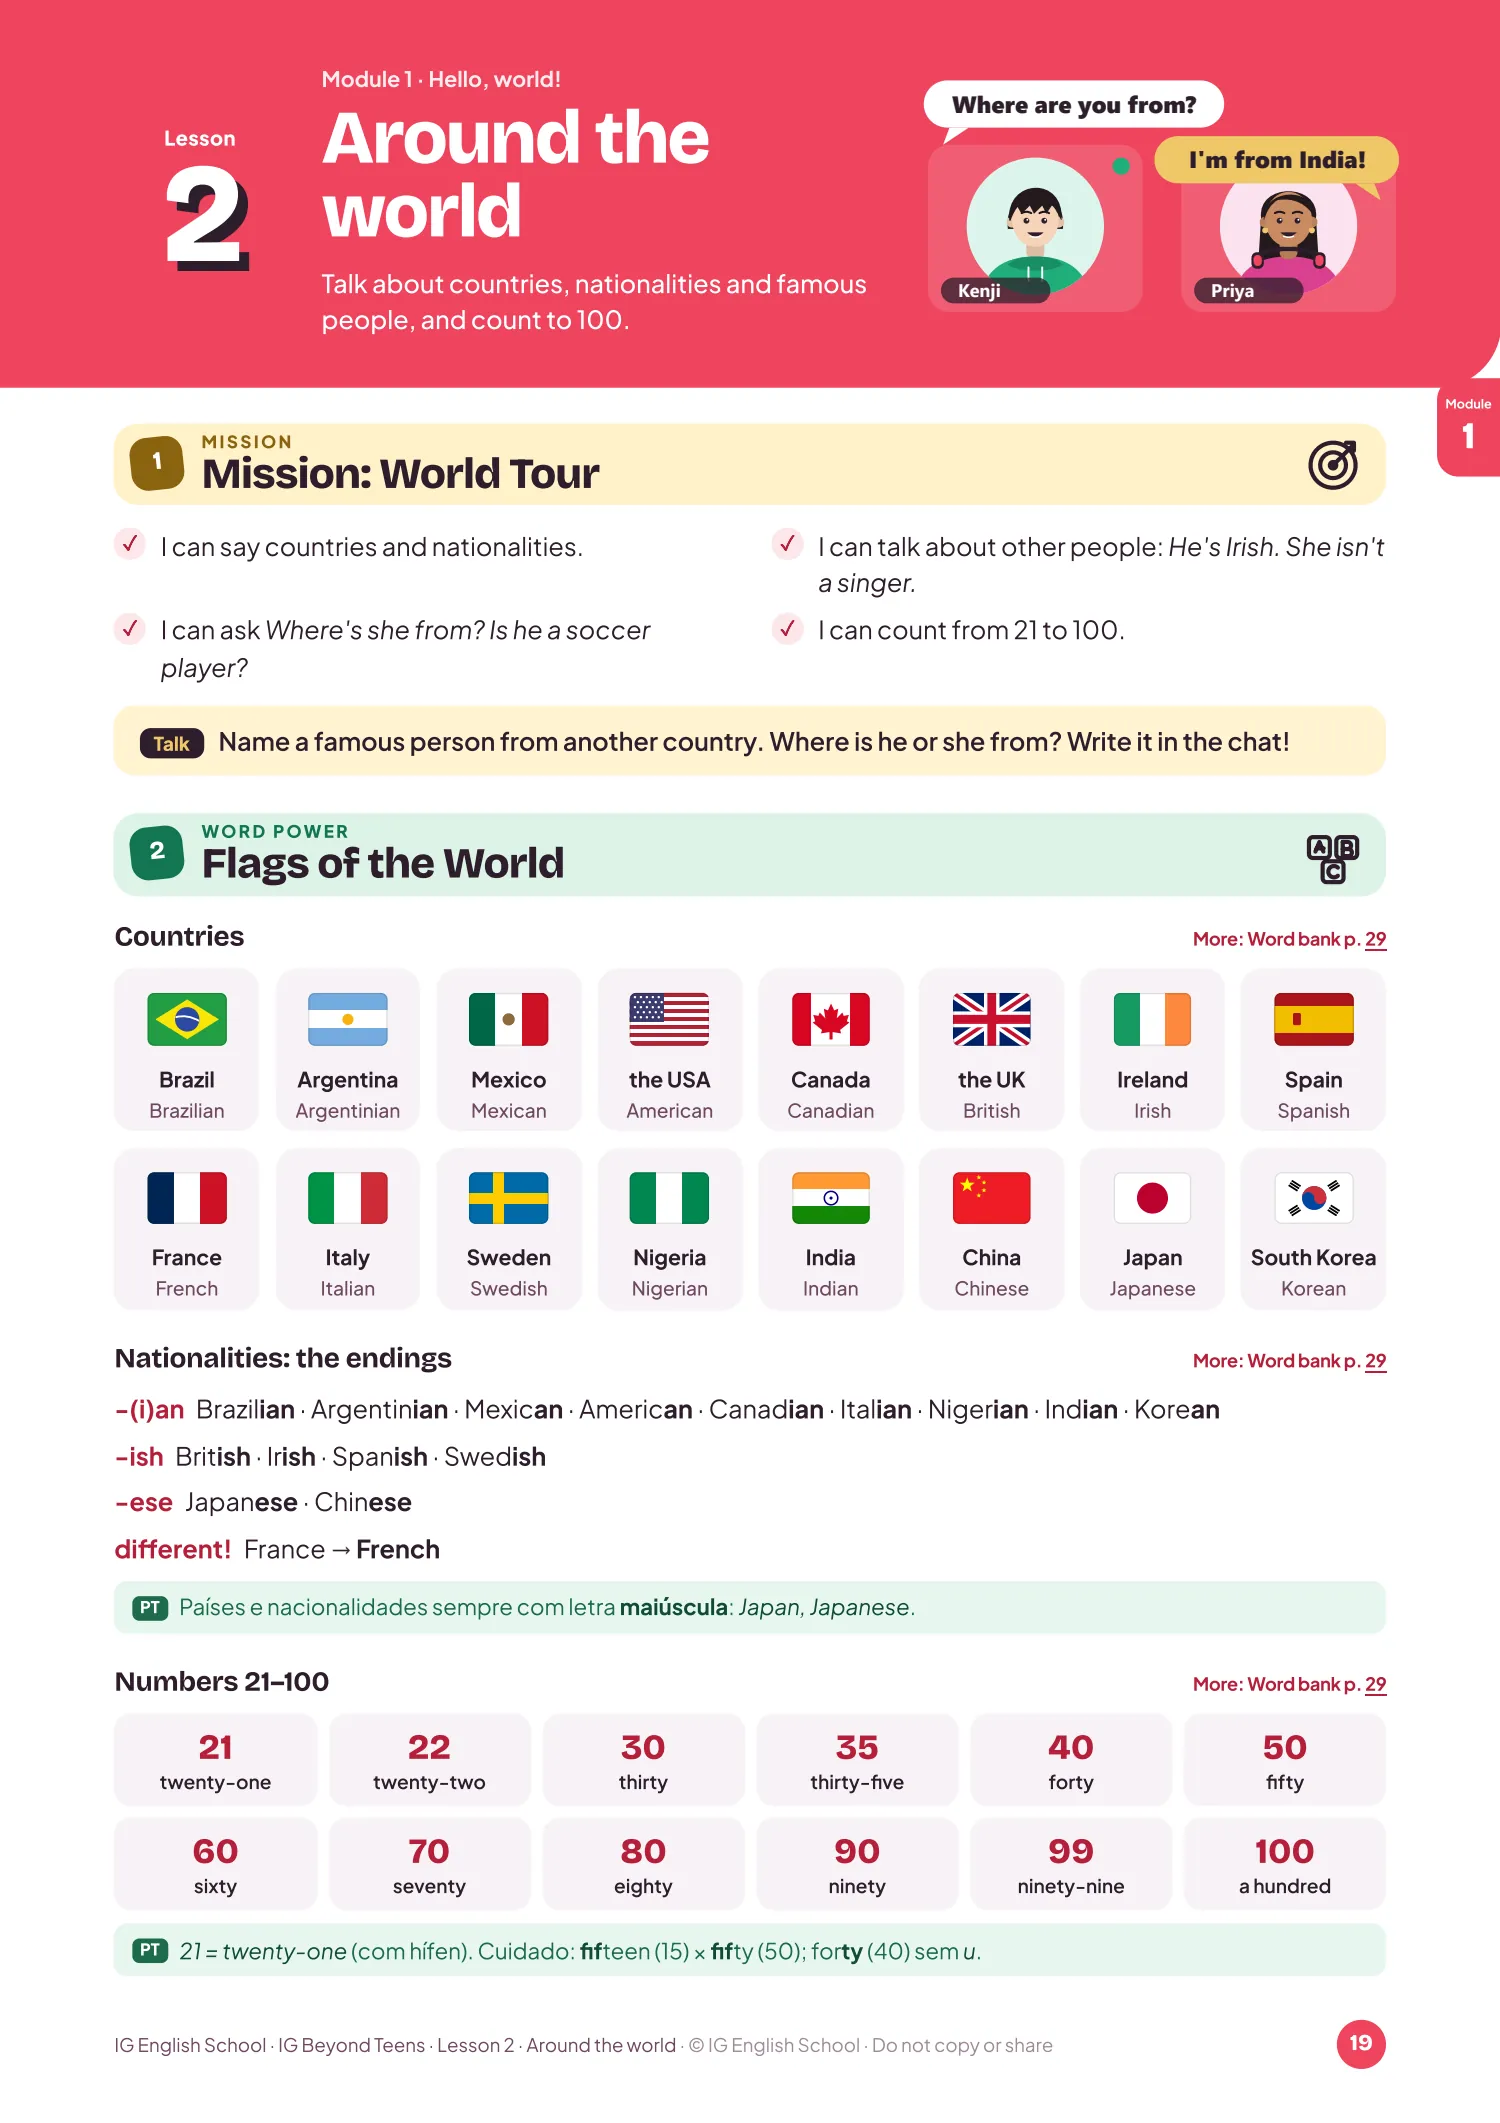 Module 1 · Hello, world!
Lesson
2
Around the
world
Talk about countries, nationalities and famous
people, and count to 100.
Where are you from?
I'm from India!
Kenji
Priya
Module
1
1
MISSION
Mission: World Tour
✓ I can say countries and nationalities.
✓ I can talk about other people: He's Irish. She isn't
a singer.
✓ I can ask Where's she from? Is he a soccer
player?
✓ I can count from 21 to 100.
Talk Name a famous person from another country. Where is he or she from? Write it in the chat!
2
WORD POWER
Flags of the World
A B
C
Countries
More: Word bank p. 29
Brazil Argentina Mexico the USA Canada the UK Ireland Spain
Brazilian Argentinian Mexican American Canadian British Irish Spanish
France Italy Sweden Nigeria India China Japan South Korea
French Italian Swedish Nigerian Indian Chinese Japanese Korean
Nationalities: the endings
More: Word bank p. 29
-(i)an Brazilian · Argentinian · Mexican · American · Canadian · Italian · Nigerian · Indian · Korean
-ish British · Irish · Spanish · Swedish
-ese Japanese · Chinese
different! France → French
PT Países e nacionalidades sempre com letra maiúscula: Japan, Japanese.
Numbers 21–100
More: Word bank p. 29
21 22 30 35 40 50
twenty-one twenty-two thirty thirty-five forty fifty
60 70 80 90 99 100
sixty seventy eighty ninety ninety-nine a hundred
PT 21 = twenty-one (com hífen). Cuidado: fifteen (15) × fifty (50); forty (40) sem u.
IG English School · IG Beyond Teens · Lesson 2 · Around the world · © IG English School · Do not copy or share
19